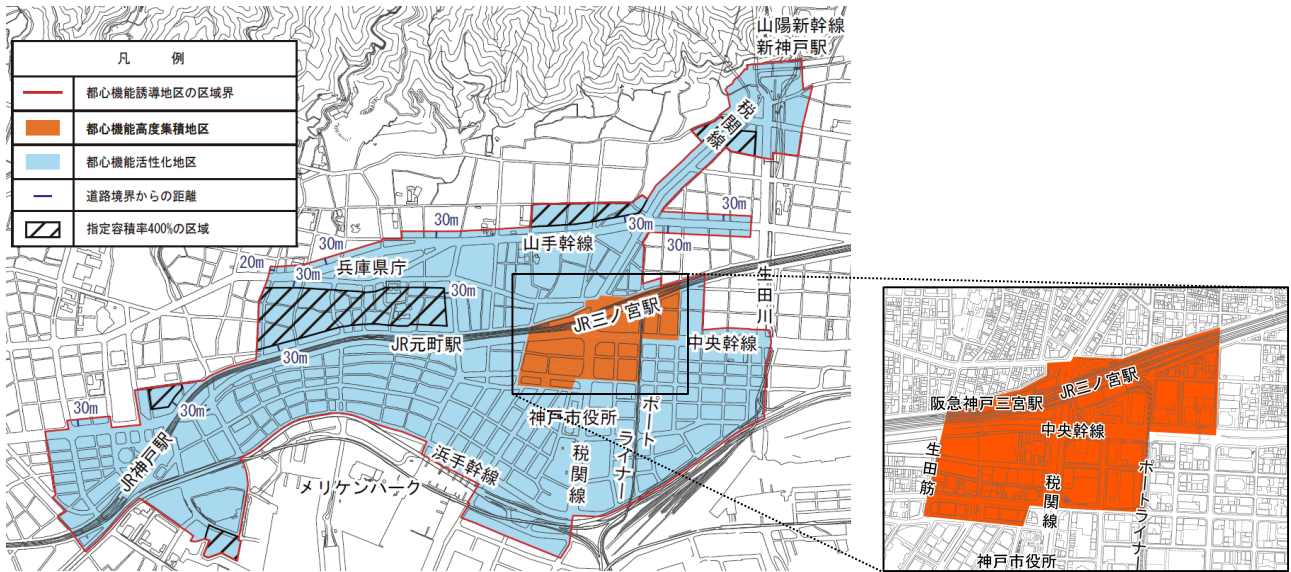 山陽新幹線
新神戸駅
凡　例
都心機能誘導地区の区域界
都心機能高度集積地区
都心機能活性化地区
道路境界からの距離
指定容積率400%の区域
税関線
30m
30m
30m
30m
30m
山手幹線
20m
30m
兵庫県庁
30m
生田川
JR三ノ宮駅
JR元町駅
中央幹線
30m
30m
30m
神戸市役所
ポートライナー
税関線
浜手幹線
JR神戸駅
メリケンパーク
JR三ノ宮駅
阪急神戸三宮駅
中央幹線
生田筋
税関線
ポートライナー
神戸市役所